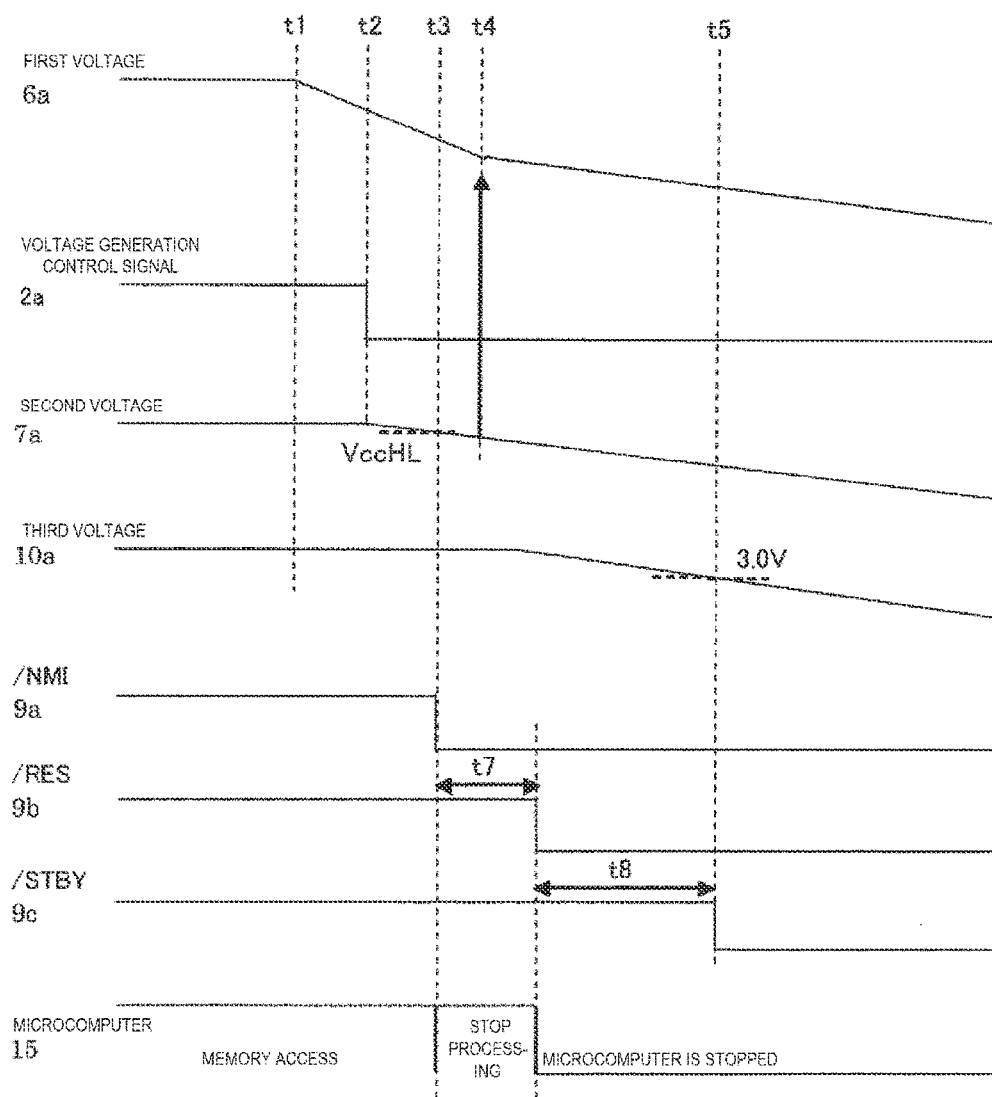 t1 t2 t3 t4 t5
FIRST VOLTAGE
6a
VOLTAGE GENERATION
CONTROL SIGNAL
2a
SECOND VOLTAGE
7a
VccHL
THIRD VOLTAGE
10a
3.0V
/NMI
9a
t7
/RES
9b
t8
/STBY
9c
MICROCOMPUTER
15
MEMORY ACCESS
STOP
PROCESS-
ING
MICROCOMPUTER IS STOPPED